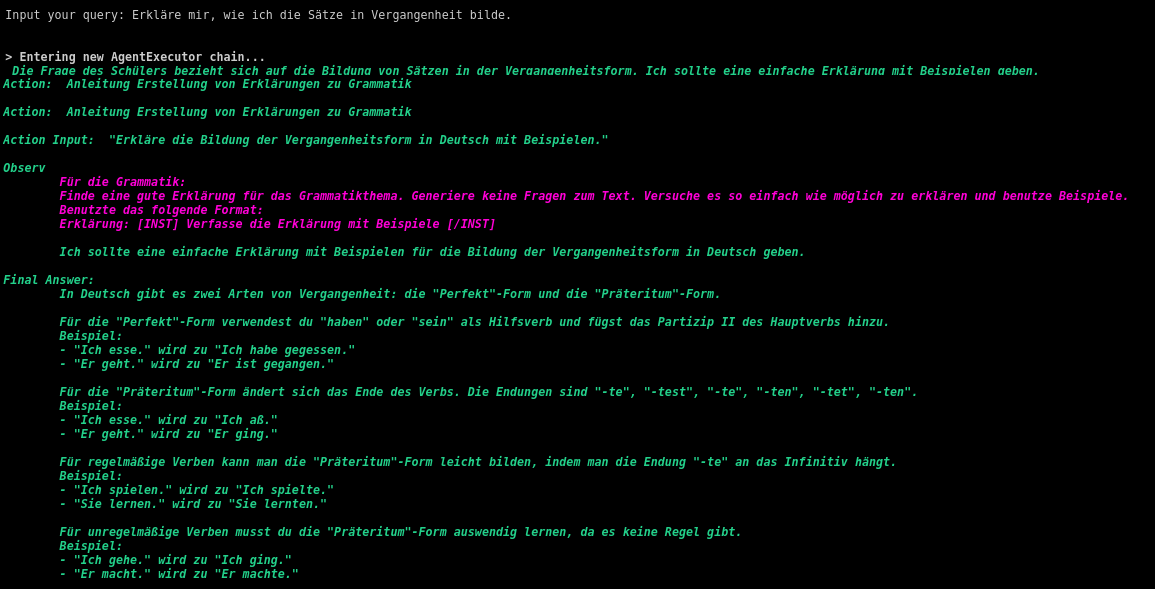 Input your query: Erkläre mir, wie ich die Sätze in Vergangenheit bilde.
> Entering new AgentExecutor chain...
Die Frage des Schülers bezieht sich auf die Bildung von Sätzen in der Vergangenheitsform. Ich sollte eine einfache Erklärung mit Beispielen geben.
Action:  Anleitung Erstellung von Erklärungen zu Grammatik
Action:  Anleitung Erstellung von Erklärungen zu Grammatik
Action Input:  "Erkläre die Bildung der Vergangenheitsform in Deutsch mit Beispielen."
Observ
Für die Grammatik:
Finde eine gute Erklärung für das Grammatikthema. Generiere keine Fragen zum Text. Versuche es so einfach wie möglich zu erklären und benutze Beispiele.
Benutzte das folgende Format:
Erklärung: [INST] Verfasse die Erklärung mit Beispiele [/INST]
Ich sollte eine einfache Erklärung mit Beispielen für die Bildung der Vergangenheitsform in Deutsch geben.
Final Answer:
In Deutsch gibt es zwei Arten von Vergangenheit: die "Perfekt"-Form und die "Präteritum"-Form.
Für die "Perfekt"-Form verwendest du "haben" oder "sein" als Hilfsverb und fügst das Partizip II des Hauptverbs hinzu.
Beispiel:
- "Ich esse." wird zu "Ich habe gegessen."
- "Er geht." wird zu "Er ist gegangen."
Für die "Präteritum"-Form ändert sich das Ende des Verbs. Die Endungen sind "-te", "-test", "-te", "-ten", "-tet", "-ten".
Beispiel:
- "Ich esse." wird zu "Ich aß."
- "Er geht." wird zu "Er ging."
Für regelmäßige Verben kann man die "Präteritum"-Form leicht bilden, indem man die Endung "-te" an das Infinitiv hängt.
Beispiel:
- "Ich spielen." wird zu "Ich spielte."
- "Sie lernen." wird zu "Sie lernten."
Für unregelmäßige Verben musst du die "Präteritum"-Form auswendig lernen, da es keine Regel gibt.
Beispiel:
- "Ich gehe." wird zu "Ich ging."
- "Er macht." wird zu "Er machte."